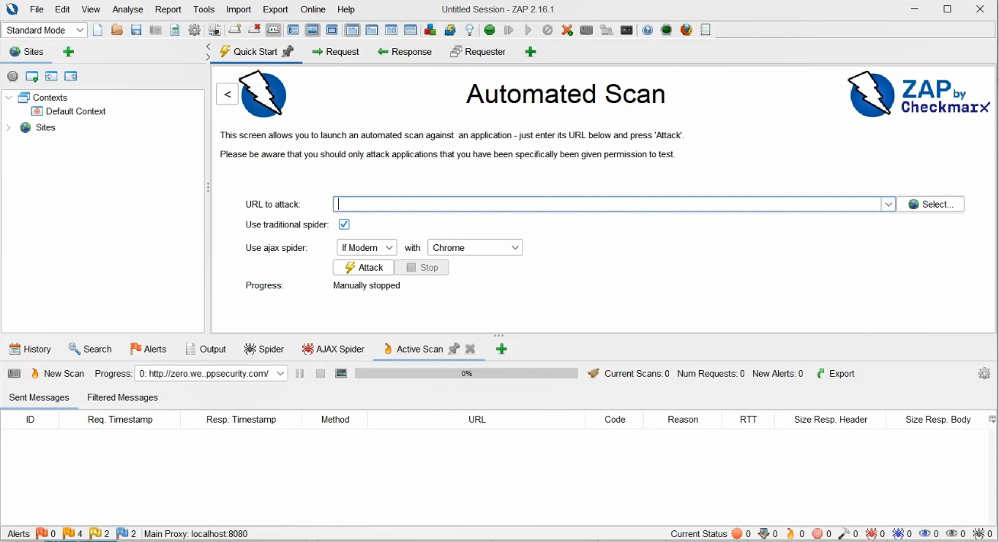 File Edit View Analyse Report Tools Import Export Online Help Untitled Session - ZAP 2.16.1
Standard Mode
Sites
Quick Start Request Response Requester
< Automated Scan ZAP by Checkmarx
Contexts
Default Context
Sites
This screen allows you to launch an automated scan against an application - just enter its URL below and press 'Attack'.
Please be aware that you should only attack applications that you have been specifically been given permission to test.
URL to attack: Select...
Use traditional spider:
Use ajax spider: If Modern with Chrome
Attack Stop
Progress: Manually stopped
History Search Alerts Output Spider AJAX Spider Active Scan
New Scan Progress: 0: http://zero.we..ppsecurity.com/ 0% Current Scans: 0 Num Requests: 0 New Alerts: 0 Export
Sent Messages Filtered Messages
ID Req. Timestamp Resp. Timestamp Method URL Code Reason RTT Size Resp. Header Size Resp. Body
Alerts 0 4 2 2 Main Proxy: localhost:8080 Current Status 0 0 0 0 0 0 0 0 0 0